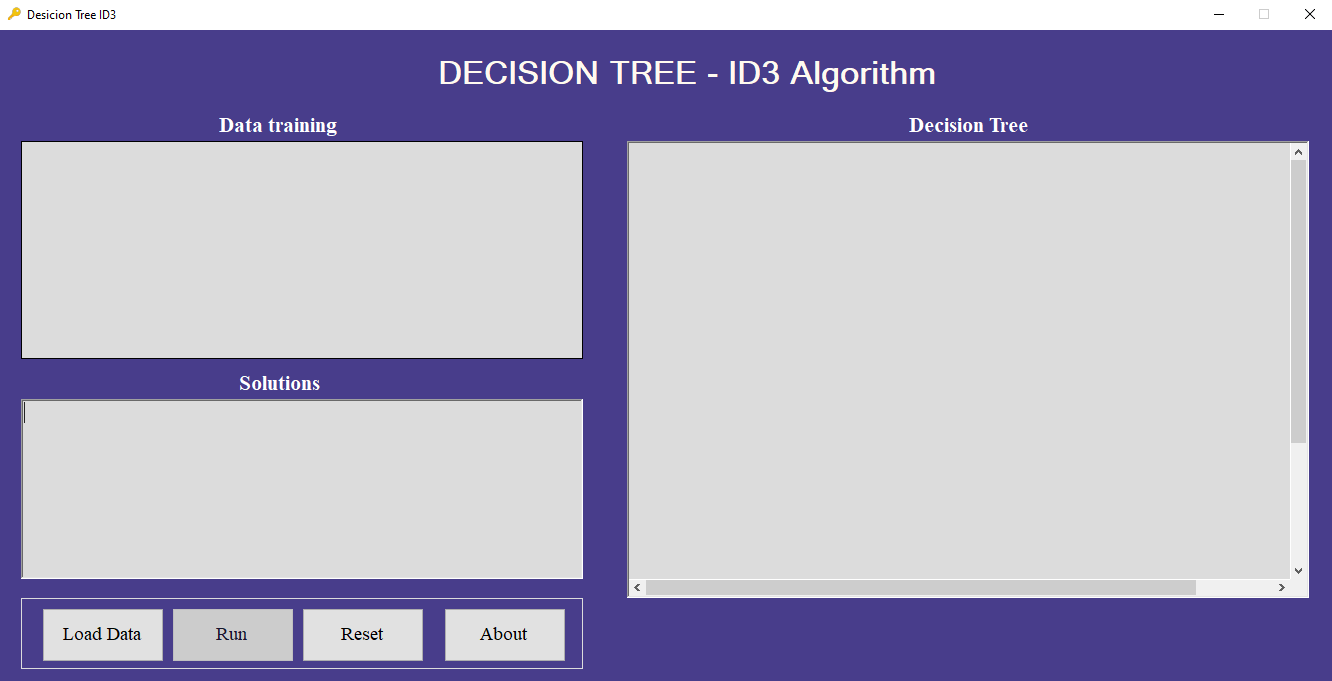 Desicion Tree ID3
DECISION TREE - ID3 Algorithm
Data training
Decision Tree
Solutions
Load Data
Run
Reset
About